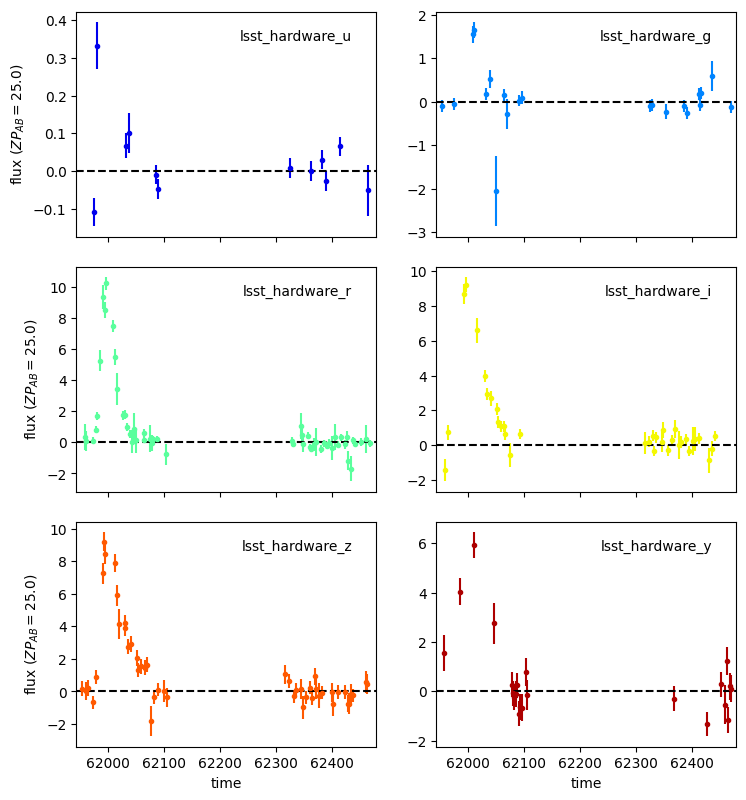 lsst_hardware_u
flux (ZP_AB = 25.0)
0.4
0.3
0.2
0.1
0.0
−0.1
lsst_hardware_g
2
1
0
−1
−2
−3
lsst_hardware_r
flux (ZP_AB = 25.0)
10
8
6
4
2
0
−2
lsst_hardware_i
10
8
6
4
2
0
−2
lsst_hardware_z
flux (ZP_AB = 25.0)
10
8
6
4
2
0
−2
62000 62100 62200 62300 62400
time
lsst_hardware_y
6
4
2
0
−2
62000 62100 62200 62300 62400
time